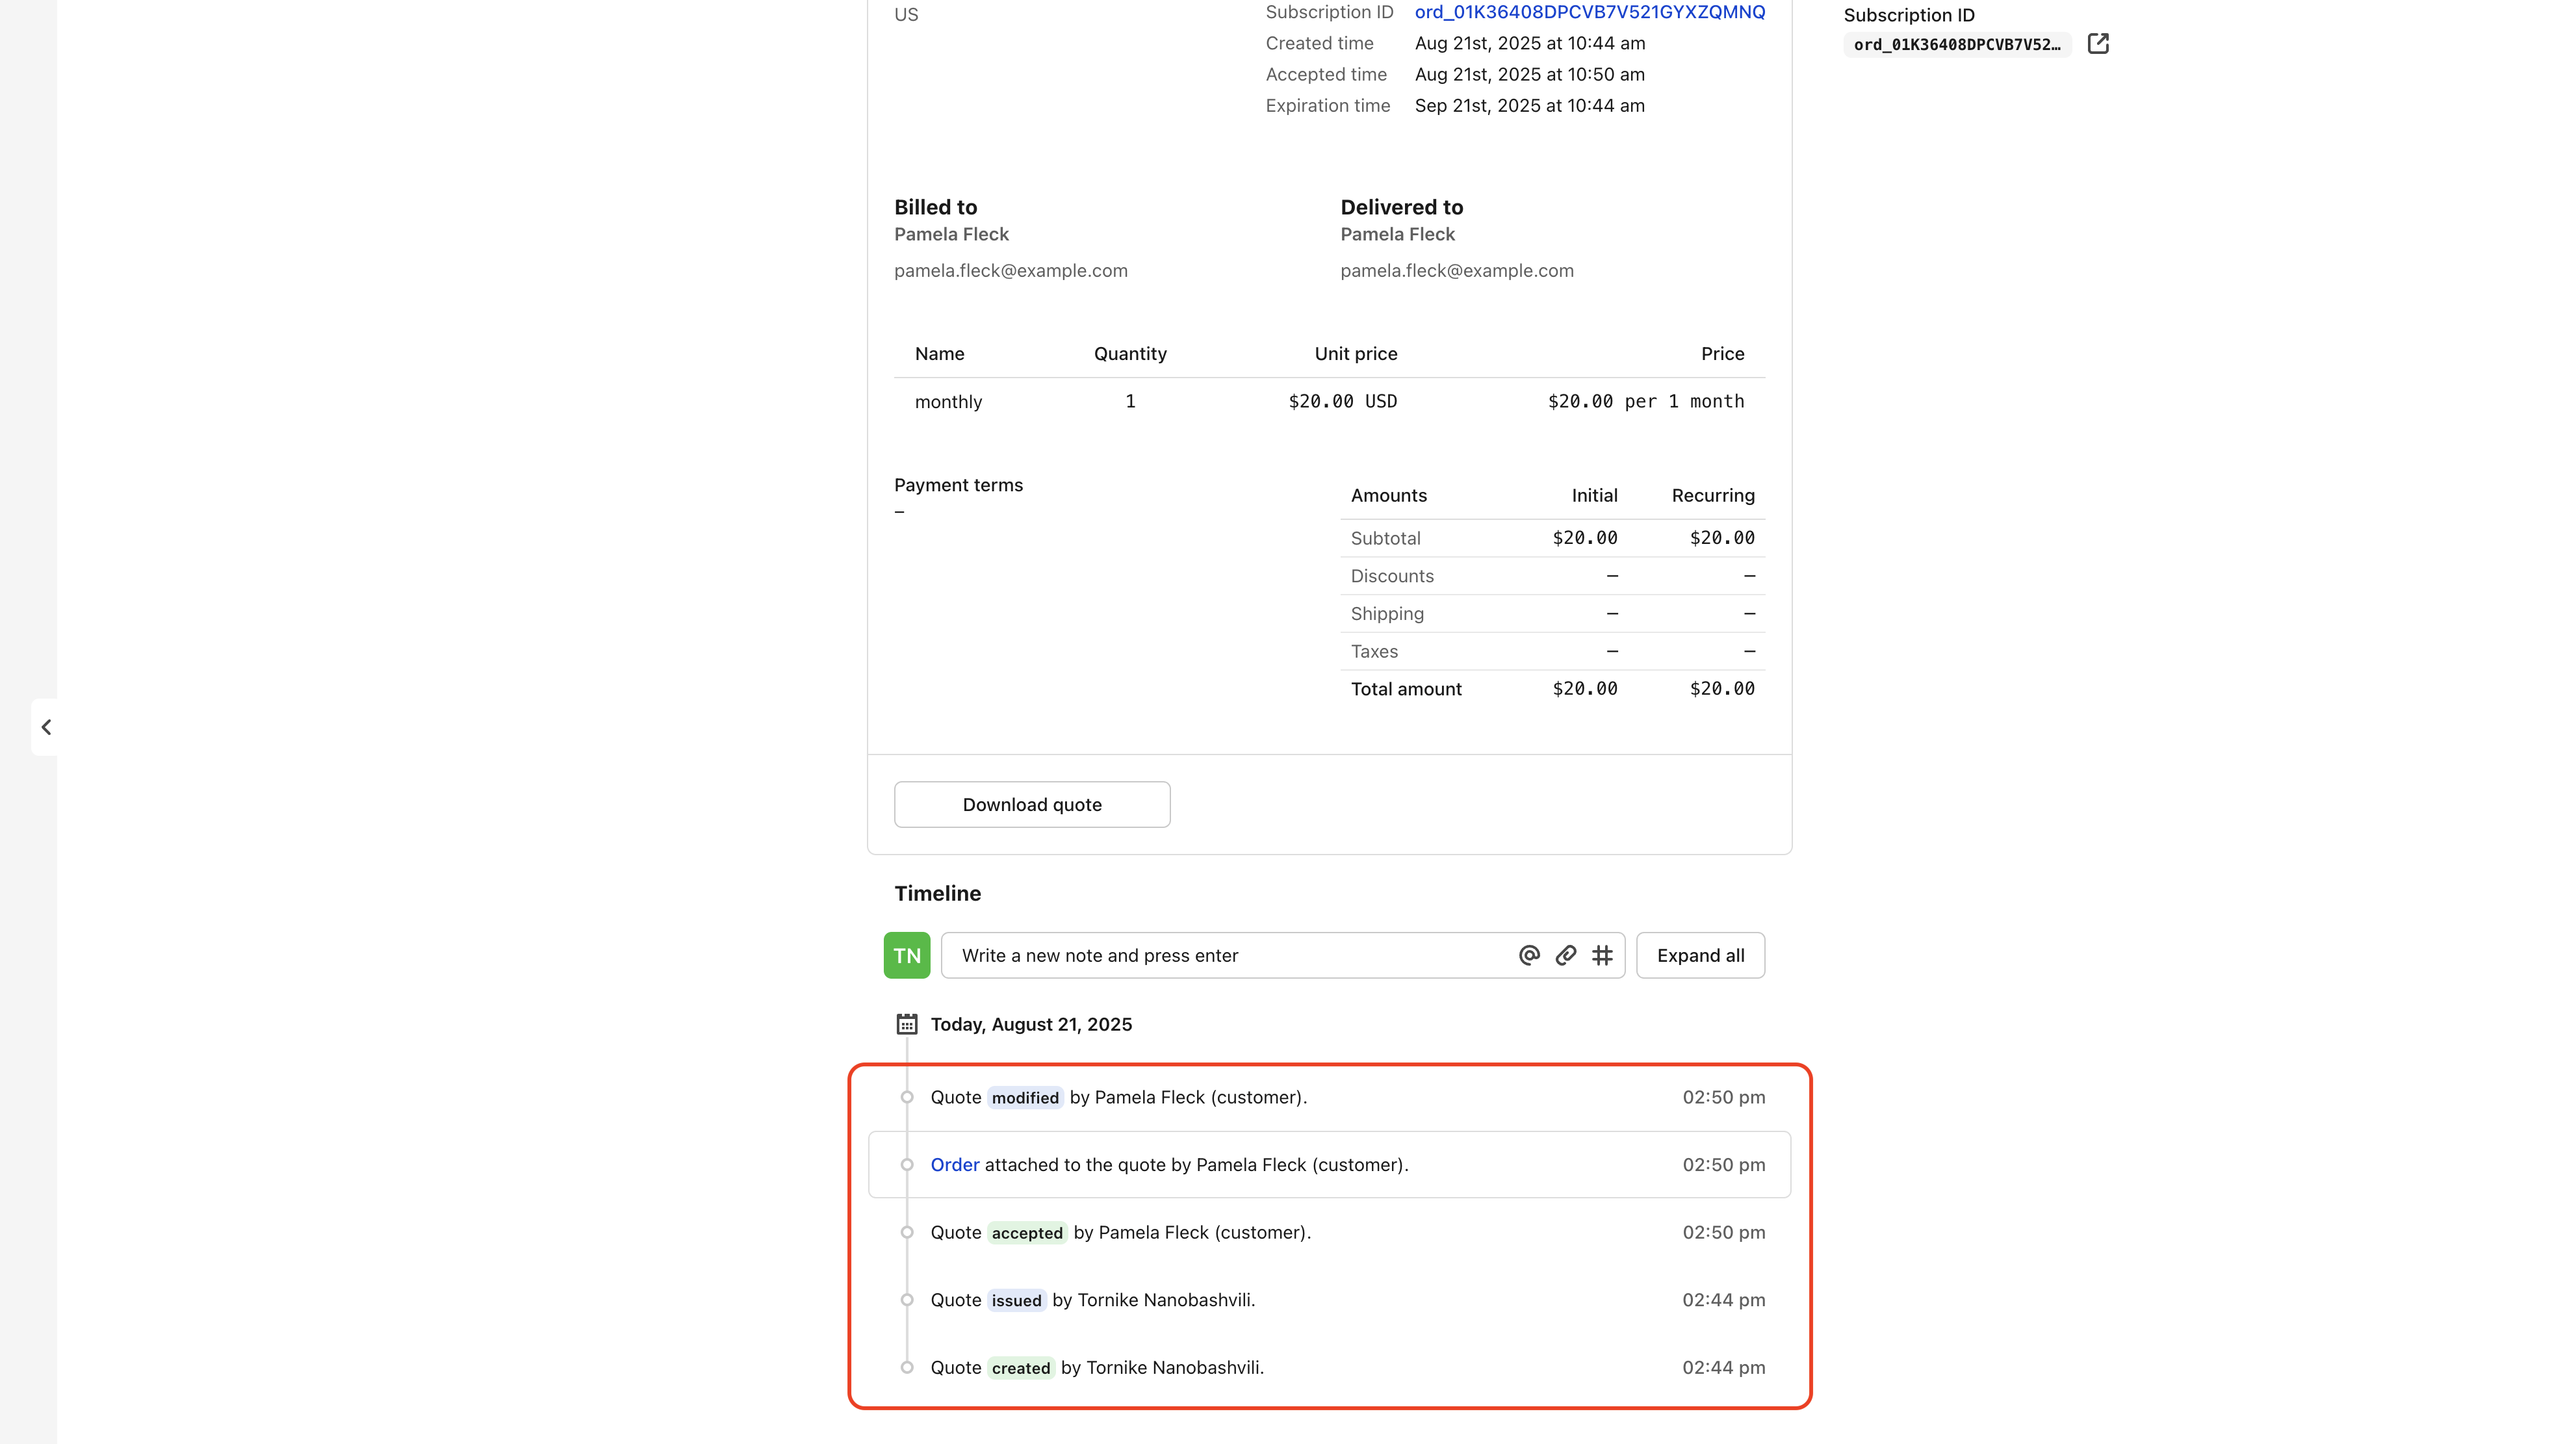 US
Subscription ID ord_01K36408DPCVB7V521GYXZQMNQ
Created time Aug 21st, 2025 at 10:44 am
Accepted time Aug 21st, 2025 at 10:50 am
Expiration time Sep 21st, 2025 at 10:44 am
Subscription ID
ord_01K36408DPCVB7V52…
Billed to
Pamela Fleck
pamela.fleck@example.com
Delivered to
Pamela Fleck
pamela.fleck@example.com
Name Quantity Unit price Price
monthly 1 $20.00 USD $20.00 per 1 month
Payment terms
–
Amounts Initial Recurring
Subtotal $20.00 $20.00
Discounts – –
Shipping – –
Taxes – –
Total amount $20.00 $20.00
Download quote
Timeline
TN Write a new note and press enter Expand all
Today, August 21, 2025
Quote modified by Pamela Fleck (customer). 02:50 pm
Order attached to the quote by Pamela Fleck (customer). 02:50 pm
Quote accepted by Pamela Fleck (customer). 02:50 pm
Quote issued by Tornike Nanobashvili. 02:44 pm
Quote created by Tornike Nanobashvili. 02:44 pm